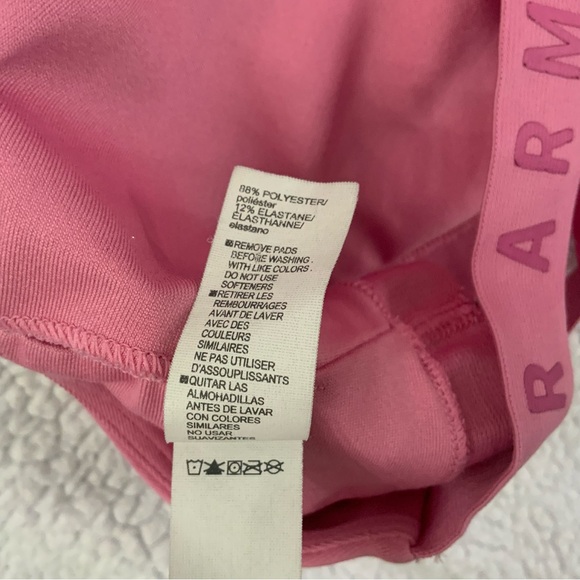 88% POLYESTER/
poliéster
12% ELASTANE/
ÉLASTHANNE/
elastano
REMOVE PADS
BEFORE WASHING.
WITH LIKE COLORS.
DO NOT USE
SOFTENERS
RETIRER LES
REMBOURRAGES
AVANT DE LAVER
AVEC DES
COULEURS
SIMILAIRES
NE PAS UTILISER
D'ASSOUPLISSANTS
QUITAR LAS
ALMOHADILLAS
ANTES DE LAVAR
CON COLORES
SIMILARES
NO USAR
SUAVIZANTES
R ARM